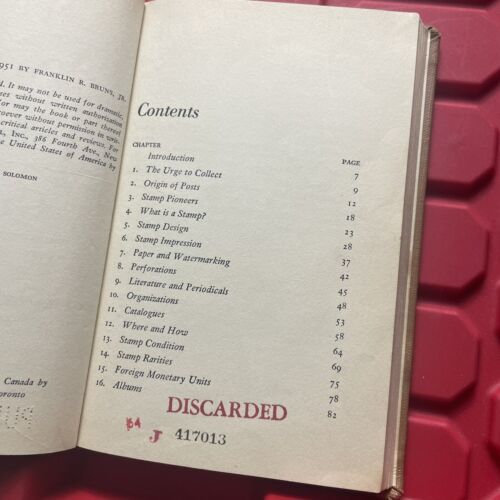 951 BY FRANKLIN R. BRUNS, JR.
d. It may not be used for dramatic,
ses without written authorization
or may the book or part thereof
oever without permission in writ-
critical articles and reviews. For
INC., 386 Fourth Ave., New
he United States of America by
SOLOMON
Canada by
oronto
Contents
CHAPTER PAGE
Introduction 7
1. The Urge to Collect 9
2. Origin of Posts 12
3. Stamp Pioneers 18
4. What is a Stamp? 23
5. Stamp Design 28
6. Stamp Impression 37
7. Paper and Watermarking 42
8. Perforations 45
9. Literature and Periodicals 48
10. Organizations 53
11. Catalogues 58
12. Where and How 64
13. Stamp Condition 69
14. Stamp Rarities 75
15. Foreign Monetary Units 78
16. Albums 82
DISCARDED
J 417013